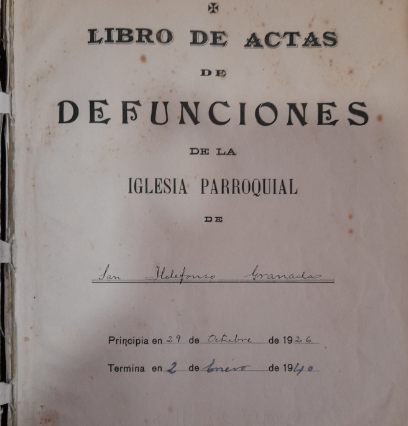 LIBRO DE ACTAS
DE
DEFUNCIONES
DE LA
IGLESIA PARROQUIAL
DE
San Ildefonso Granada
Principia en 29 de Octubre de 1926
Termina en 2 de Enero de 1940